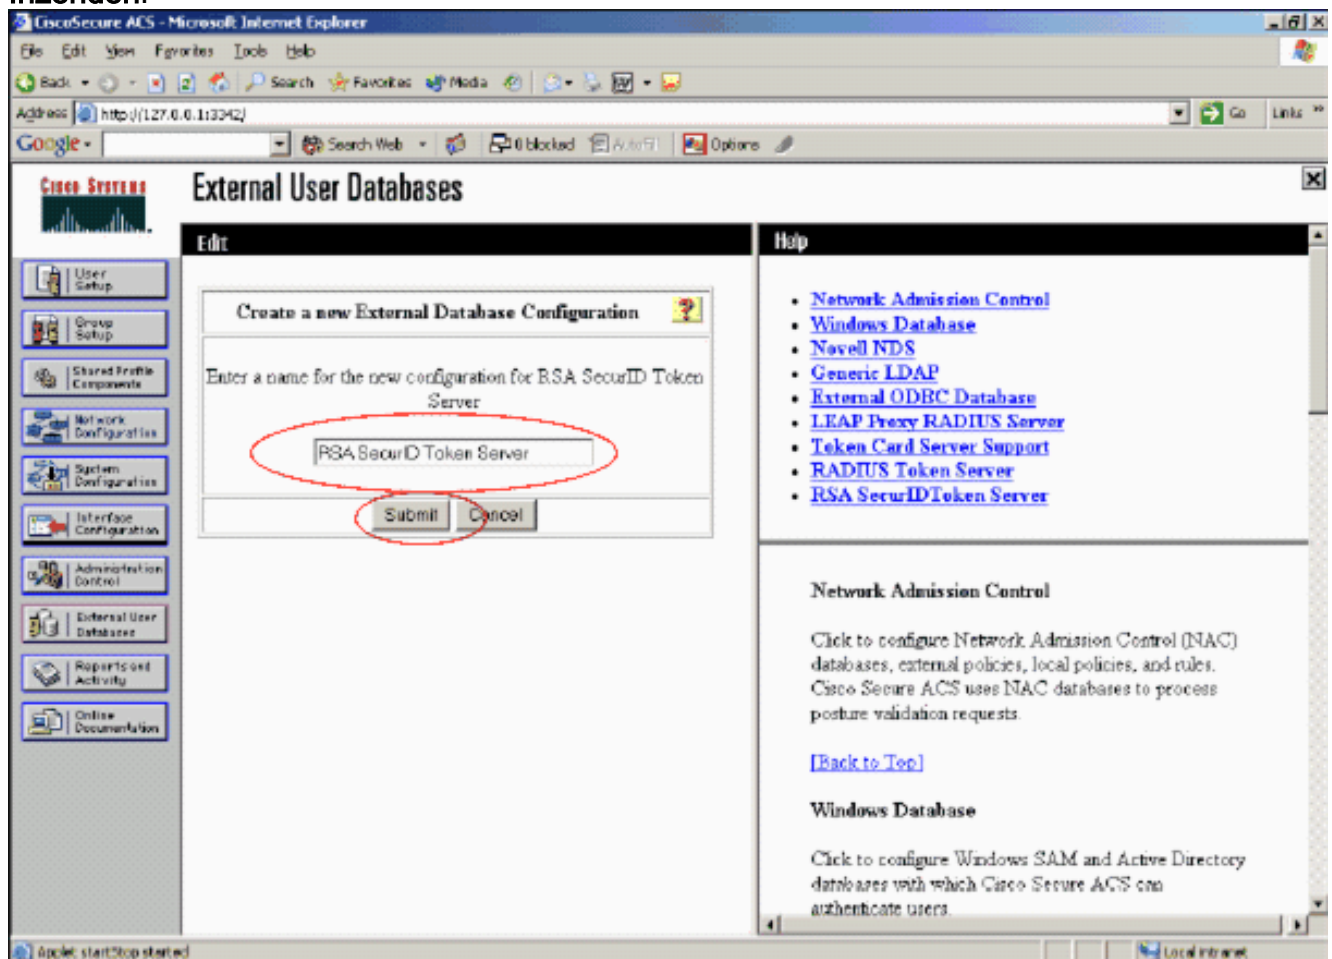 inzenden.
CiscoSecure ACS - Microsoft Internet Explorer
File Edit View Favorites Tools Help
Back Search Favorites Media
Address http://127.0.0.1:3342/ Go Links »
Google Search Web 0 blocked AutoFill Options
CISCO SYSTEMS
External User Databases
Edit
User
Setup
Group
Setup
Shared Profile
Components
Network
Configuration
System
Configuration
Interface
Configuration
Administration
Control
External User
Databases
Reports and
Activity
Online
Documentation
Create a new External Database Configuration
Enter a name for the new configuration for RSA SecurID Token
Server
RSA SecurID Token Server
Submit Cancel
Help
• Network Admission Control
• Windows Database
• Novell NDS
• Generic LDAP
• External ODBC Database
• LEAP Proxy RADIUS Server
• Token Card Server Support
• RADIUS Token Server
• RSA SecurIDToken Server
Network Admission Control
Click to configure Network Admission Control (NAC)
databases, external policies, local policies, and rules.
Cisco Secure ACS uses NAC databases to process
posture validation requests.
[Back to Top]
Windows Database
Click to configure Windows SAM and Active Directory
databases with which Cisco Secure ACS can
authenticate users.
Applet startStop started
Local intranet